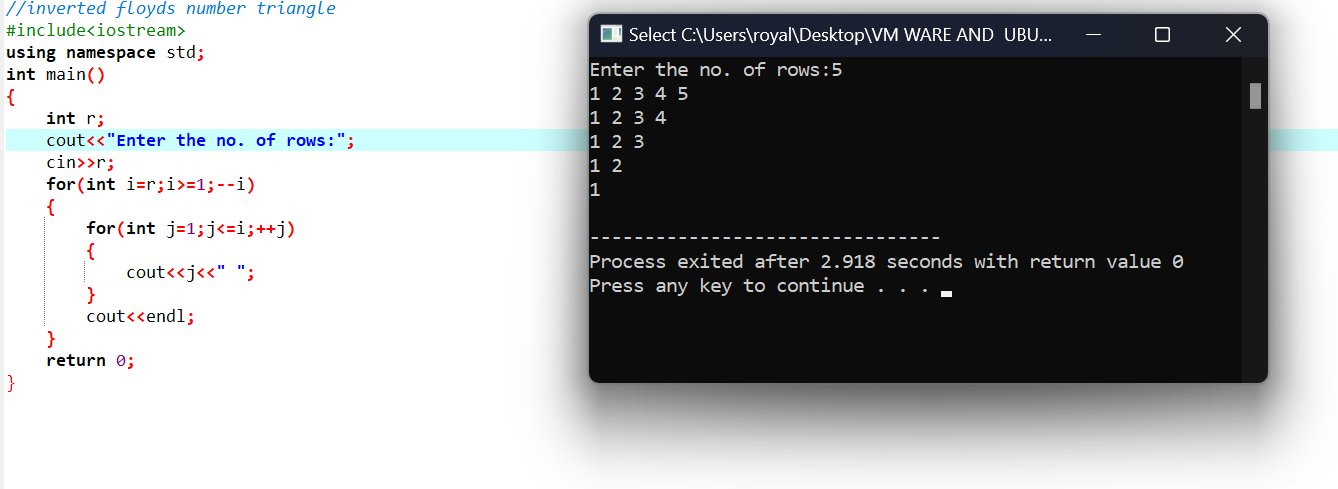 //inverted floyds number triangle
#include<iostream>
using namespace std;
int main()
{
    int r;
    cout<<"Enter the no. of rows:";
    cin>>r;
    for(int i=r;i>=1;--i)
    {
        for(int j=1;j<=i;++j)
        {
            cout<<j<<" ";
        }
        cout<<endl;
    }
    return 0;
}
Select C:\Users\royal\Desktop\VM WARE AND  UBU...
Enter the no. of rows:5
1 2 3 4 5
1 2 3 4
1 2 3
1 2
1
--------------------------------
Process exited after 2.918 seconds with return value 0
Press any key to continue . . .